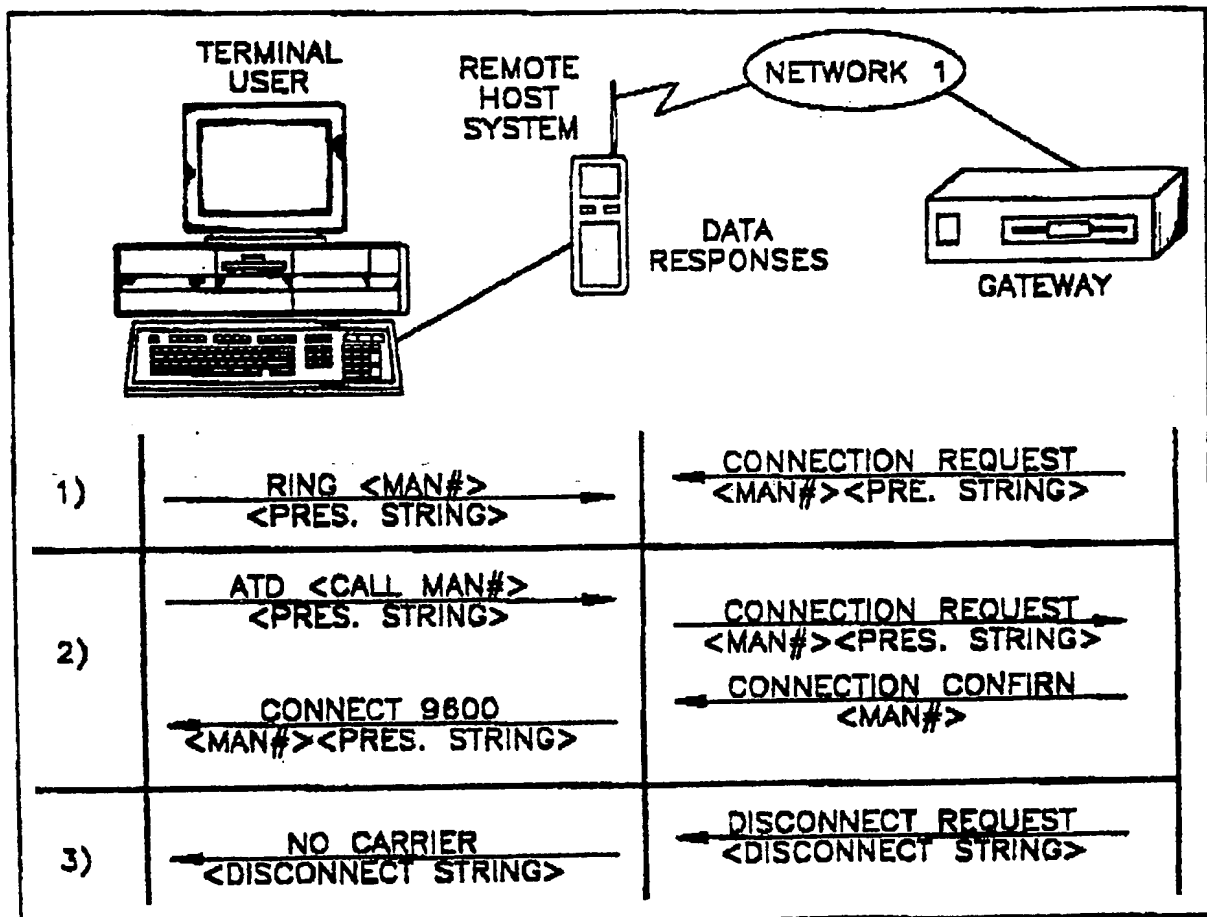 TERMINAL
USER
REMOTE
HOST
SYSTEM
NETWORK 1
DATA
RESPONSES
GATEWAY
1)
RING <MAN#>
<PRES. STRING>
CONNECTION REQUEST
<MAN#><PRE. STRING>
2)
ATD <CALL MAN#>
<PRES. STRING>
CONNECTION REQUEST
<MAN#><PRES. STRING>
CONNECT 9600
<MAN#><PRES. STRING>
CONNECTION CONFIRN
<MAN#>
3)
NO CARRIER
<DISCONNECT STRING>
DISCONNECT REQUEST
<DISCONNECT STRING>